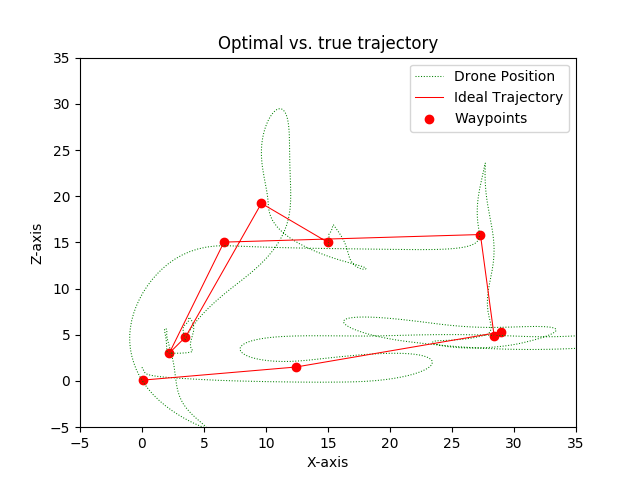 Optimal vs. true trajectory
Drone Position
Ideal Trajectory
Waypoints
35
30
25
20
15
10
5
0
−5
Z-axis
−5 0 5 10 15 20 25 30 35
X-axis